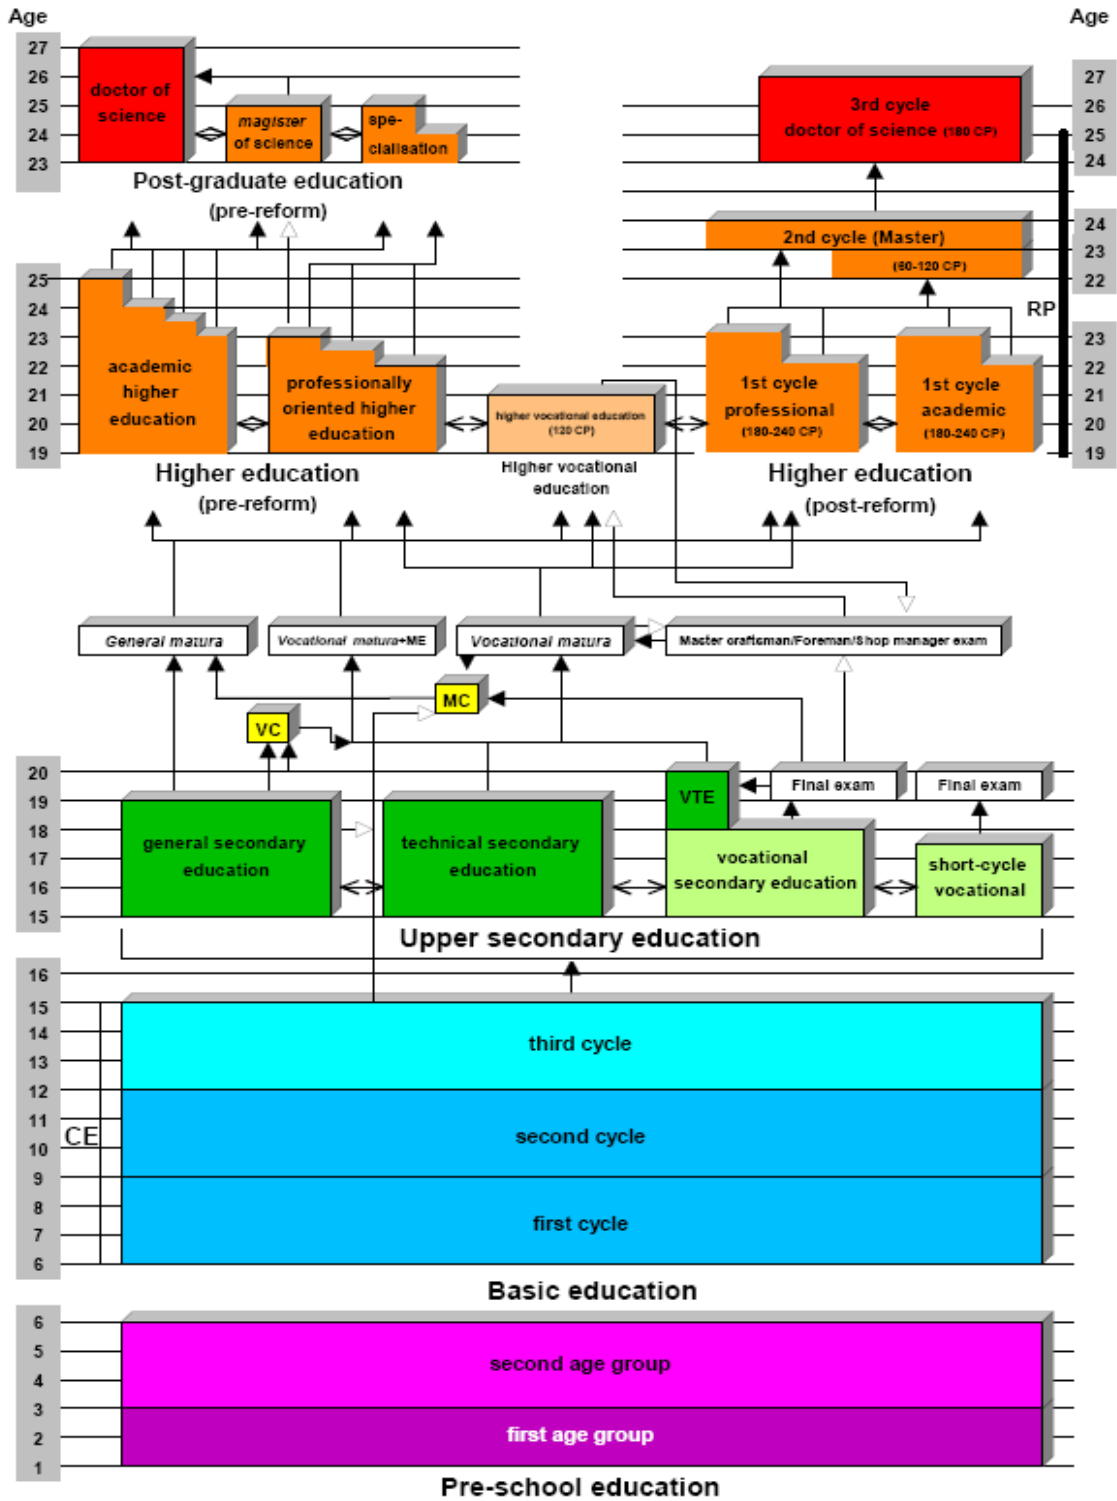 Age
Age
27
26
25
24
23
doctor of
science
magister
of science
spe-
cialisation
Post-graduate education
(pre-reform)
3rd cycle
doctor of science (180 CP)
27
26
25
24
2nd cycle (Master)
(60-120 CP)
24
23
22
RP
25
24
23
22
21
20
19
academic
higher
education
professionally
oriented higher
education
higher vocational education
(120 CP)
1st cycle
professional
(180-240 CP)
1st cycle
academic
(180-240 CP)
23
22
21
20
19
Higher education
(pre-reform)
Higher vocational
education
Higher education
(post-reform)
General matura
Vocational matura+ME
Vocational matura
Master craftsman/Foreman/Shop manager exam
MC
VC
20
19
18
17
16
15
general secondary
education
technical secondary
education
VTE
Final exam
Final exam
vocational
secondary education
short-cycle
vocational
Upper secondary education
16
15
14
13
12
11
10
9
8
7
6
CE
third cycle
second cycle
first cycle
Basic education
6
5
4
3
2
1
second age group
first age group
Pre-school education